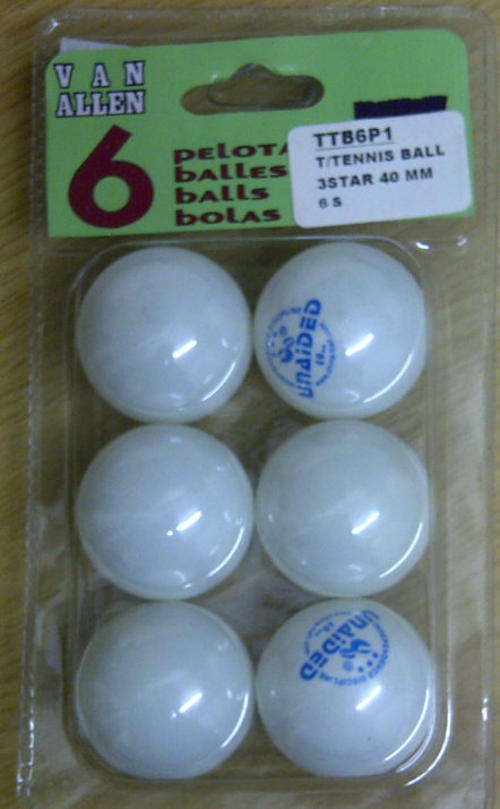 VAN
ALLEN
6
pelota
balles
balls
bolas
TTB6P1
T/TENNIS BALL
3STAR 40 MM
6 S
UNAIDED
UNAIDED